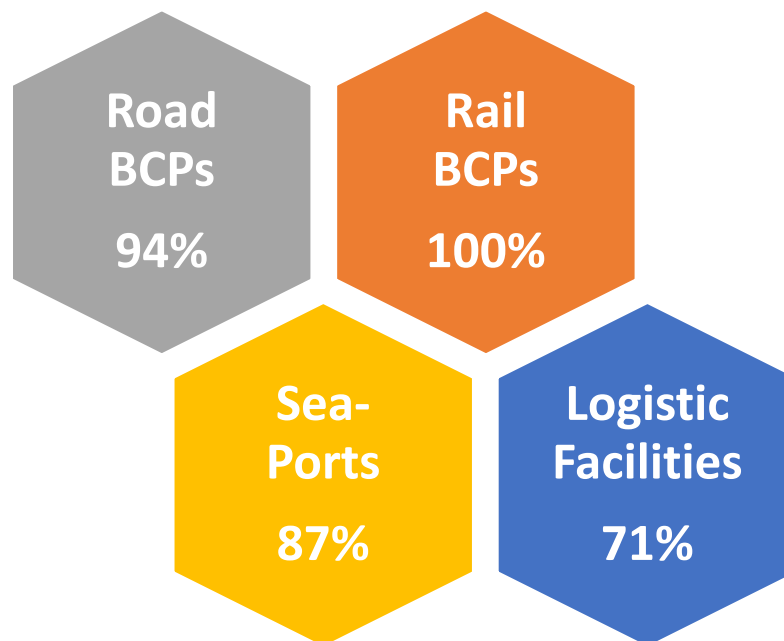 Road
BCPs
94%
Rail
BCPs
100%
Sea-
Ports
87%
Logistic
Facilities
71%